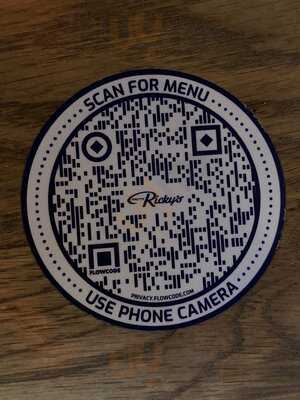 SCAN FOR MENU
Ricky's
FLOWCODE
PRIVACY.FLOWCODE.COM
USE PHONE CAMERA